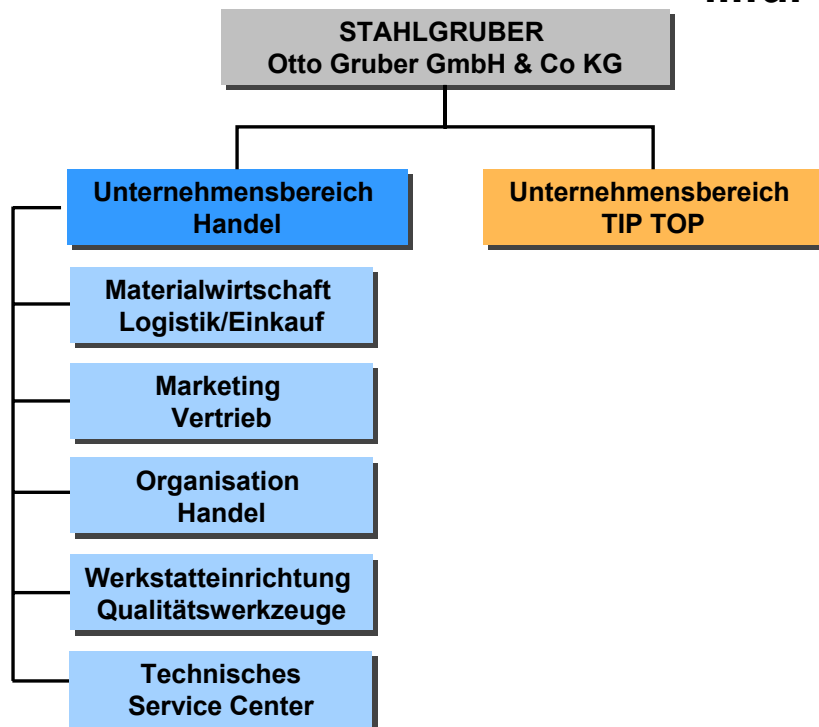 STAHLGRUBER
Otto Gruber GmbH & Co KG
Unternehmensbereich
Handel
Unternehmensbereich
TIP TOP
Materialwirtschaft
Logistik/Einkauf
Marketing
Vertrieb
Organisation
Handel
Werkstatteinrichtung
Qualitätswerkzeuge
Technisches
Service Center